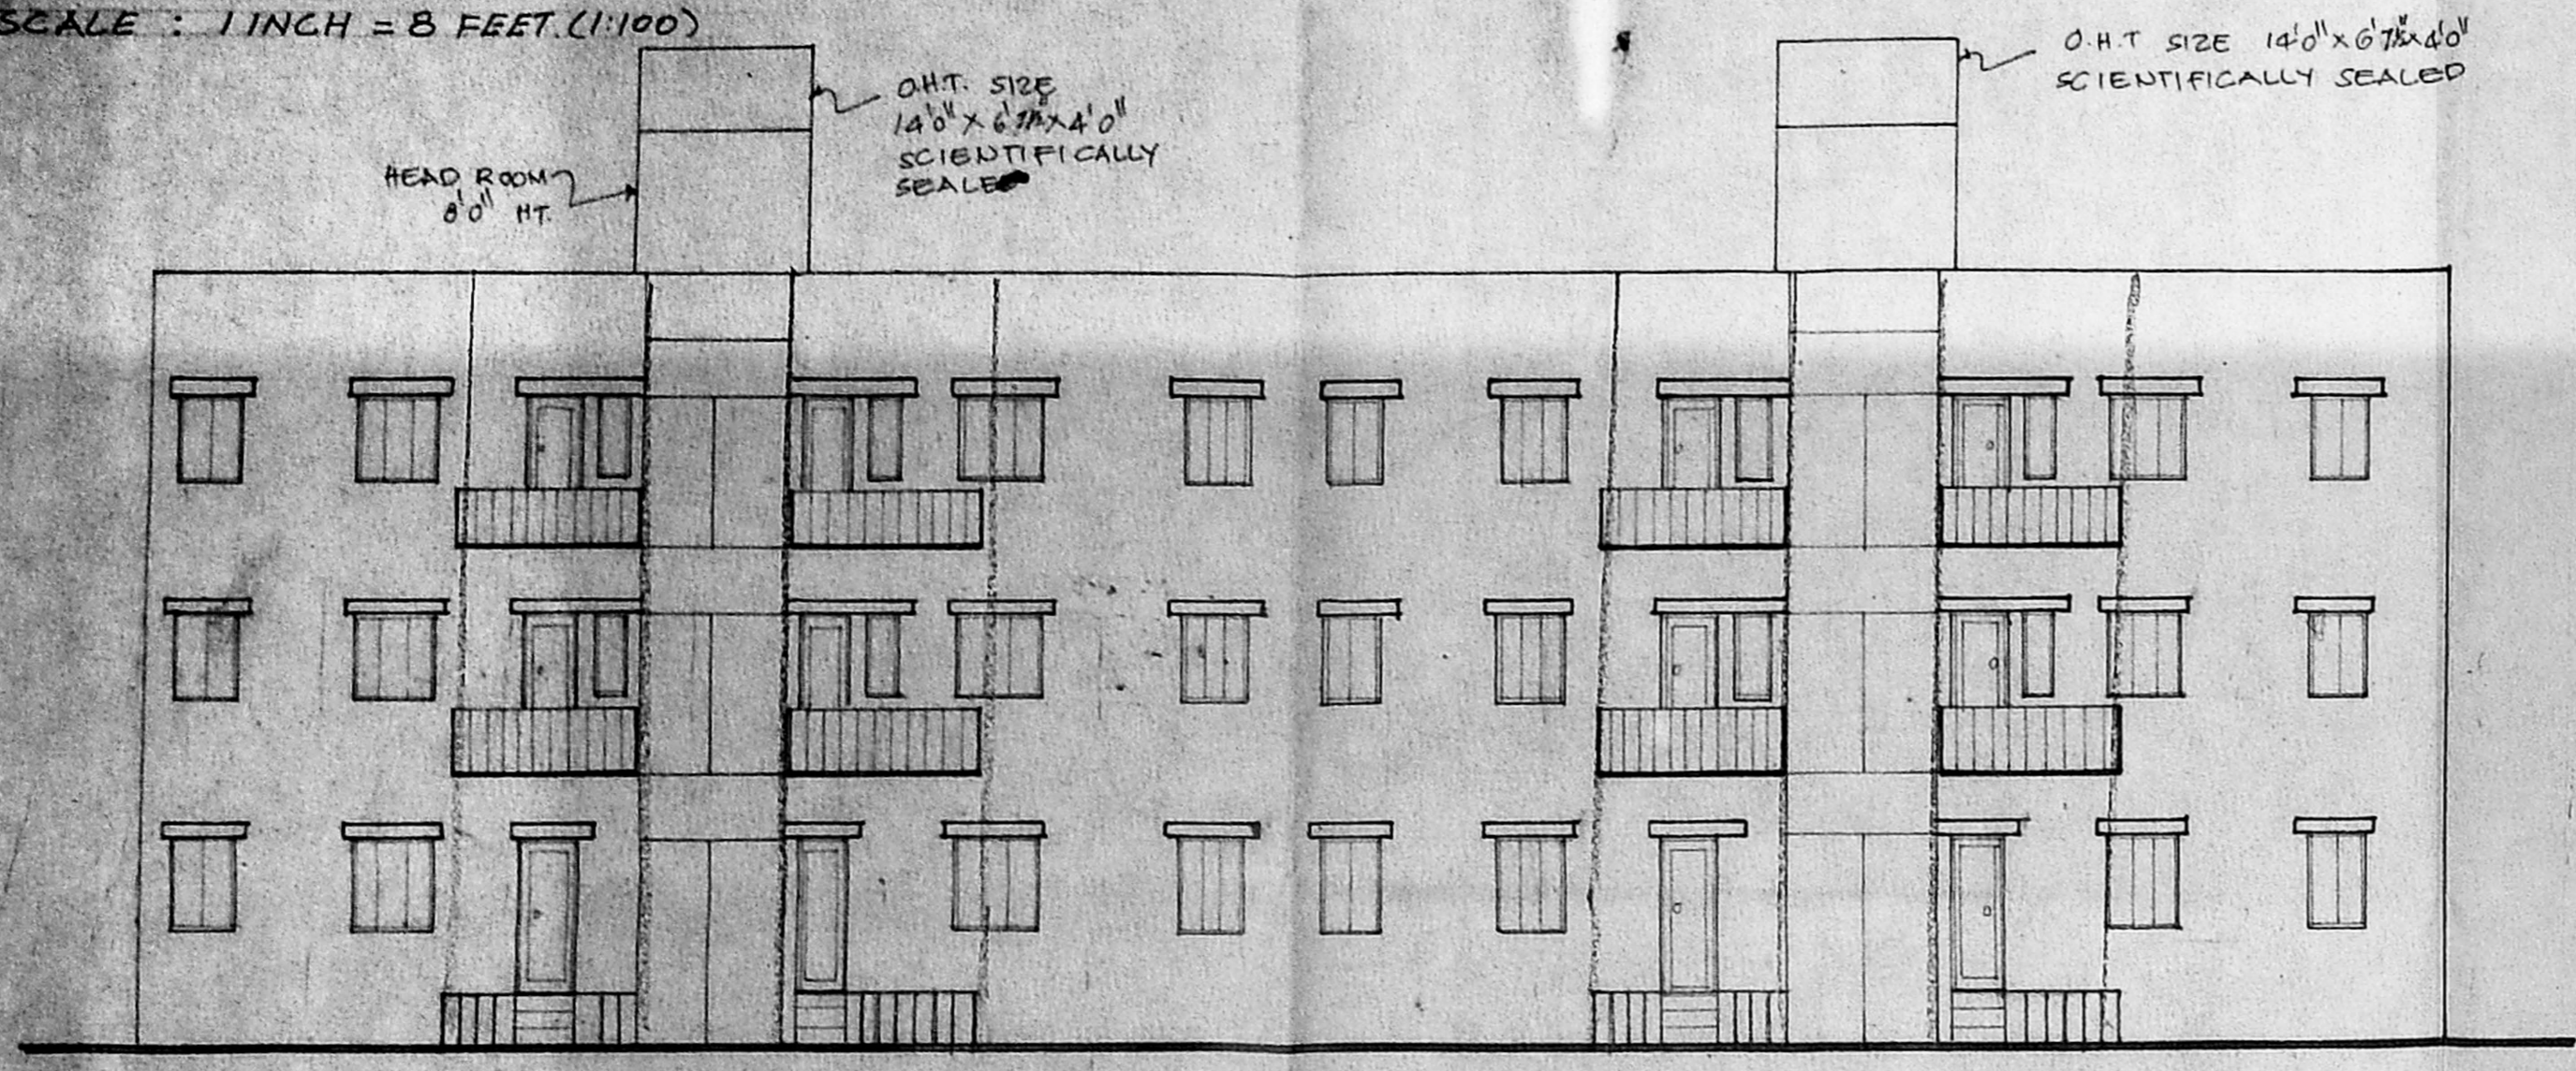 SCALE : 1 INCH = 8 FEET. (1:100)
O.H.T. SIZE
14'0" X 6'7½"X 4'0"
SCIENTIFICALLY
SEALED
HEAD ROOM
8'0" HT.
O.H.T SIZE 14'0" X 6'7½"X 4'0"
SCIENTIFICALLY SEALED